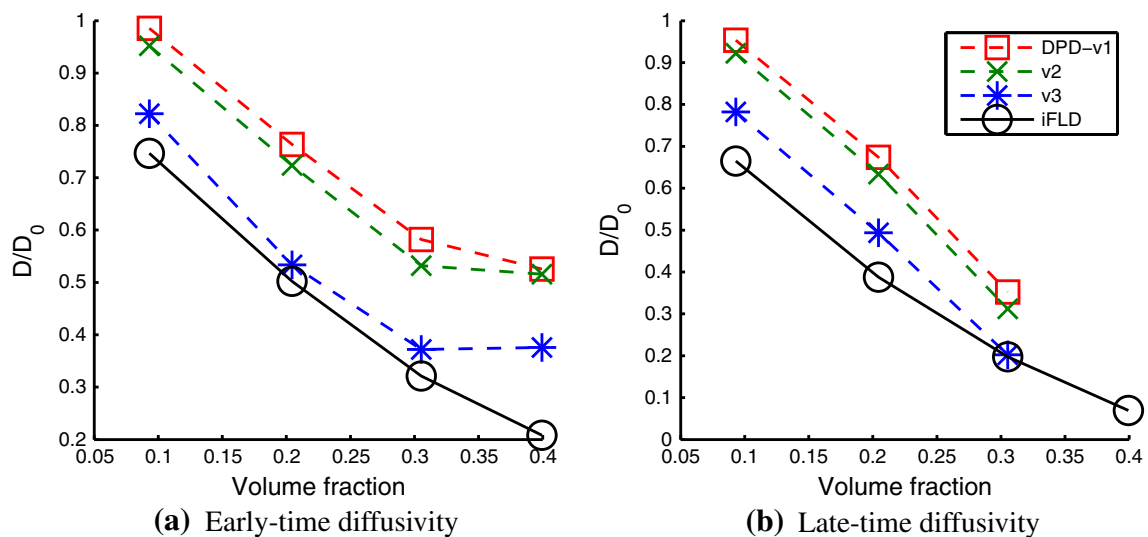 1
0.9
0.8
0.7
0.6
0.5
0.4
0.3
0.2
D/D0
0.05 0.1 0.15 0.2 0.25 0.3 0.35 0.4
Volume fraction
(a) Early-time diffusivity
1
0.9
0.8
0.7
0.6
0.5
0.4
0.3
0.2
0.1
0
D/D0
0.05 0.1 0.15 0.2 0.25 0.3 0.35 0.4
Volume fraction
DPD-v1
v2
v3
iFLD
(b) Late-time diffusivity